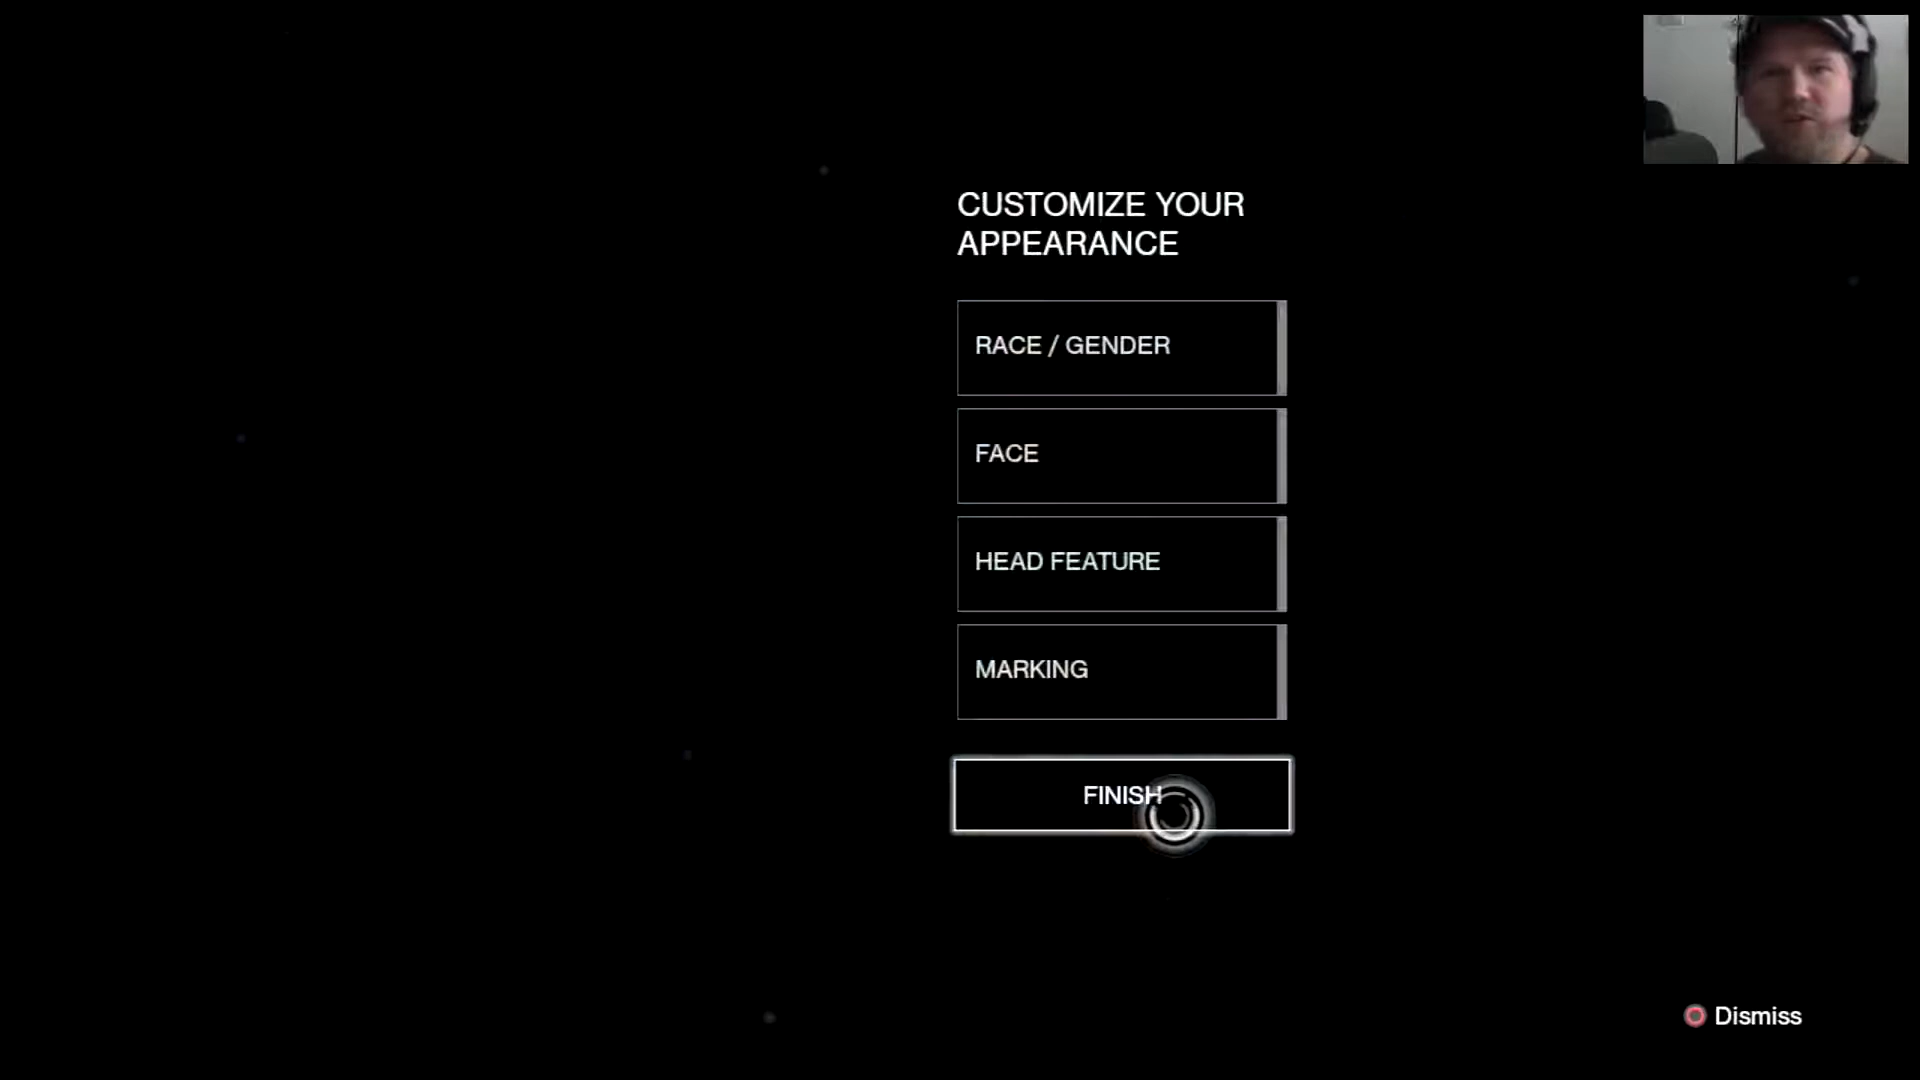 CUSTOMIZE YOUR
APPEARANCE
RACE / GENDER
FACE
HEAD FEATURE
MARKING
FINISH
Dismiss